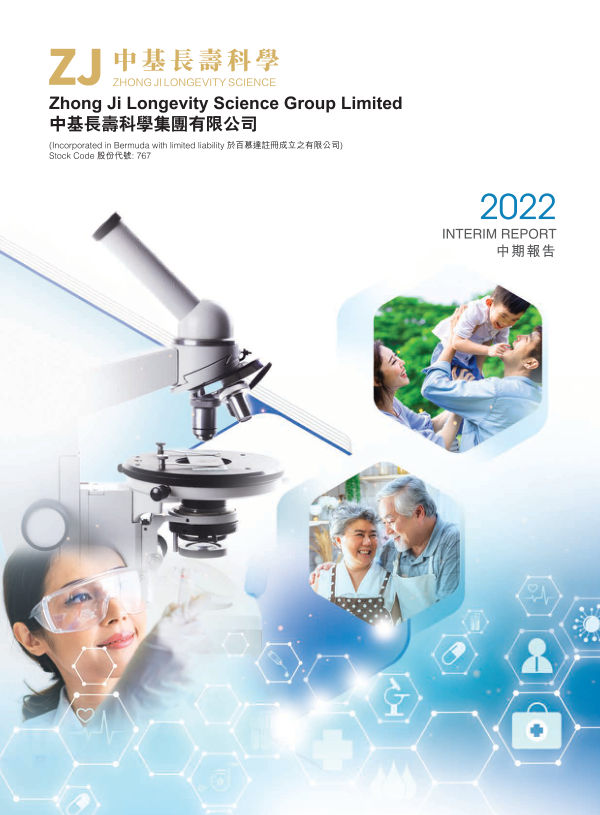 ZJ 中基長壽科學
ZHONG JI LONGEVITY SCIENCE
Zhong Ji Longevity Science Group Limited
中基長壽科學集團有限公司
(Incorporated in Bermuda with limited liability 於百慕達註冊成立之有限公司)
Stock Code 股份代號: 767
2022
INTERIM REPORT
中期報告